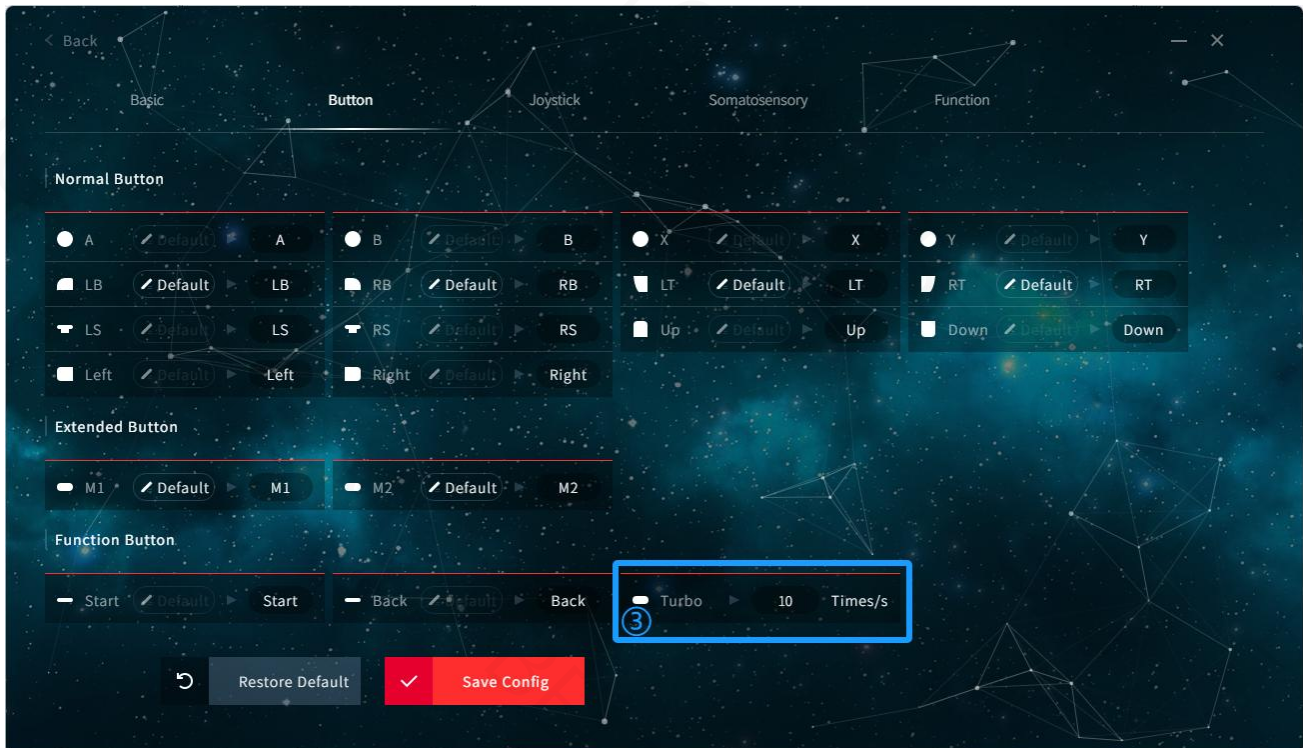 Back
Basic Button Joystick Somatosensory Function
Normal Button
A Default A B Default B X Default X Y Default Y
LB Default LB RB Default RB LT Default LT RT Default RT
LS Default LS RS Default RS Up Default Up Down Default Down
Left Default Left Right Default Right
Extended Button
M1 Default M1 M2 Default M2
Function Button
Start Default Start Back Default Back Turbo 10 Times/s
③
Restore Default Save Config